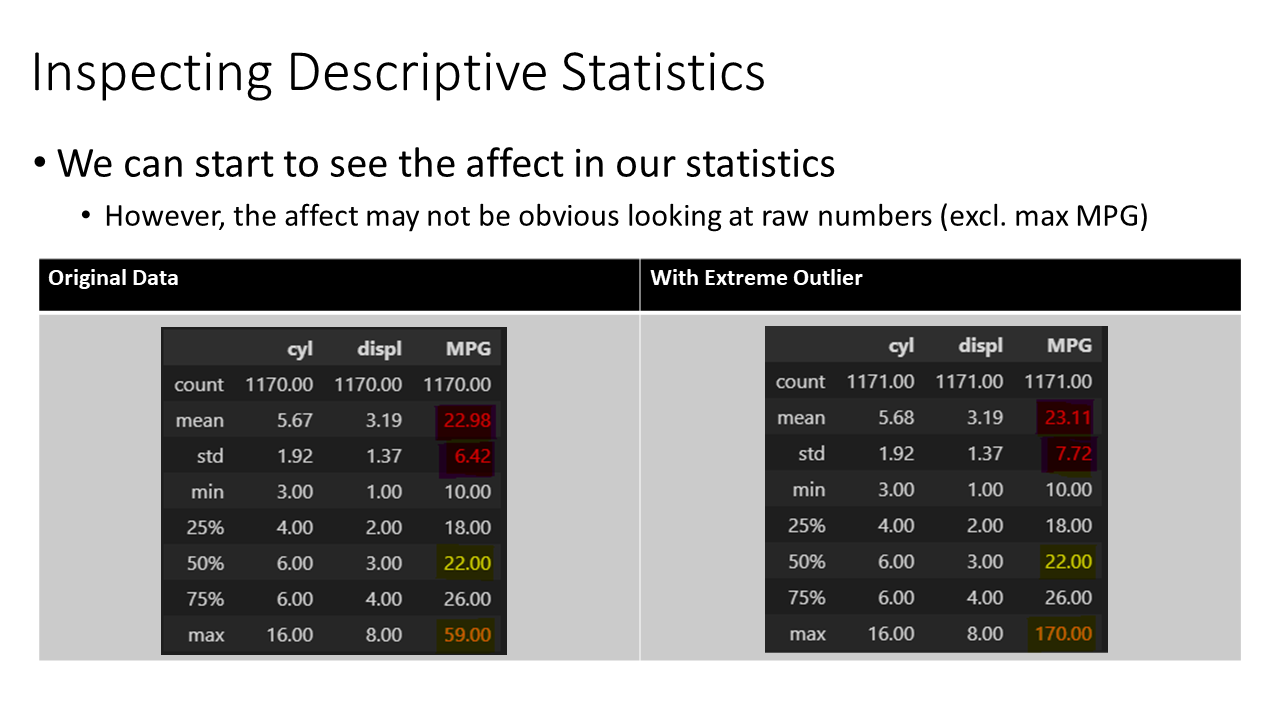 Inspecting Descriptive Statistics
• We can start to see the affect in our statistics
• However, the affect may not be obvious looking at raw numbers (excl. max MPG)
Original Data With Extreme Outlier
cyl displ MPG
count 1170.00 1170.00 1170.00
mean 5.67 3.19 22.98
std 1.92 1.37 6.42
min 3.00 1.00 10.00
25% 4.00 2.00 18.00
50% 6.00 3.00 22.00
75% 6.00 4.00 26.00
max 16.00 8.00 59.00
cyl displ MPG
count 1171.00 1171.00 1171.00
mean 5.68 3.19 23.11
std 1.92 1.37 7.72
min 3.00 1.00 10.00
25% 4.00 2.00 18.00
50% 6.00 3.00 22.00
75% 6.00 4.00 26.00
max 16.00 8.00 170.00